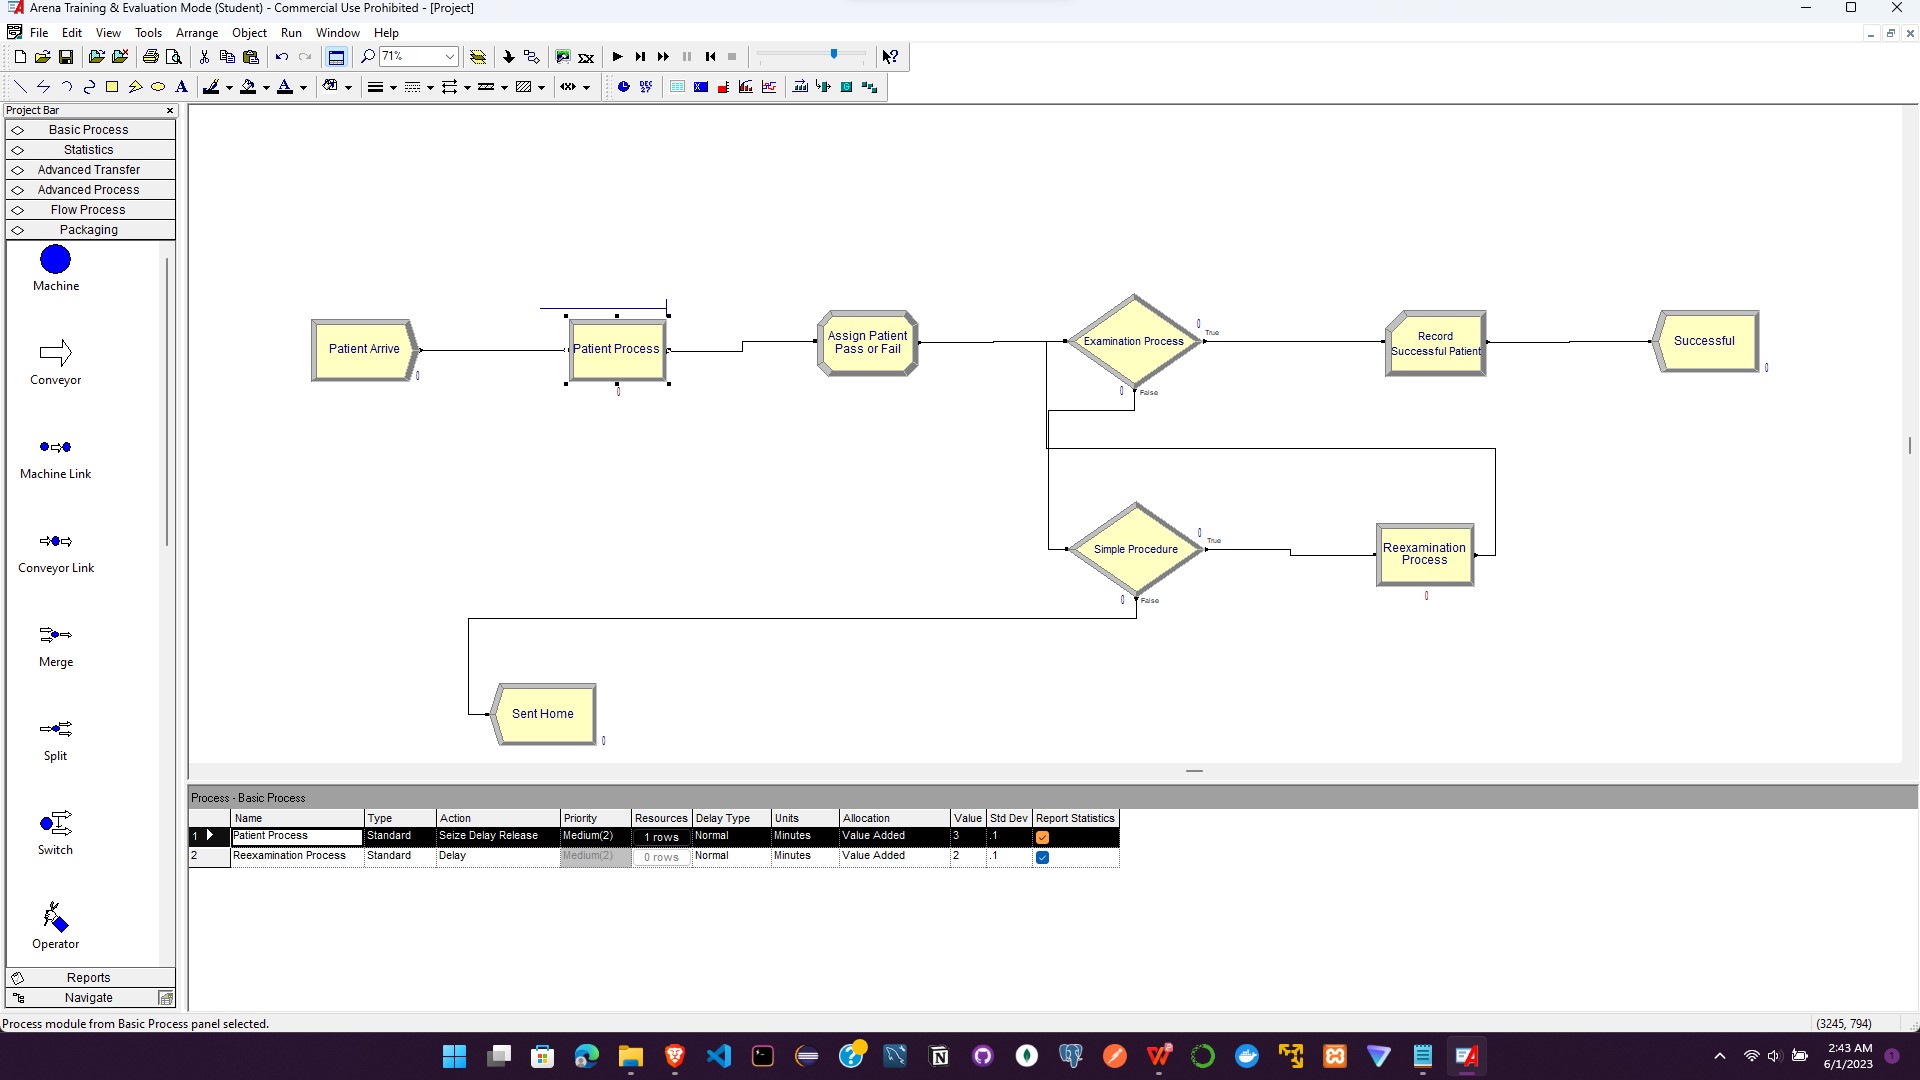 Arena Training & Evaluation Mode (Student) - Commercial Use Prohibited - [Project]
File Edit View Tools Arrange Object Run Window Help
71%
A A DEC 27
Project Bar
Basic Process
Statistics
Advanced Transfer
Advanced Process
Flow Process
Packaging
Machine
Conveyor
Machine Link
Conveyor Link
Merge
Split
Switch
Operator
Reports
Navigate
Patient Arrive
0
Patient Process
0
Assign Patient
Pass or Fail
Examination Process
0
True
0
False
Record
Successful Patient
Successful
0
Simple Procedure
0
True
0
False
Reexamination
Process
0
Sent Home
0
Process - Basic Process
Name Type Action Priority Resources Delay Type Units Allocation Value Std Dev Report Statistics
1 Patient Process Standard Seize Delay Release Medium(2) 1 rows Normal Minutes Value Added 3 .1
2 Reexamination Process Standard Delay Medium(2) 0 rows Normal Minutes Value Added 2 .1
Process module from Basic Process panel selected.
(3245, 794)
2:43 AM
6/1/2023
1